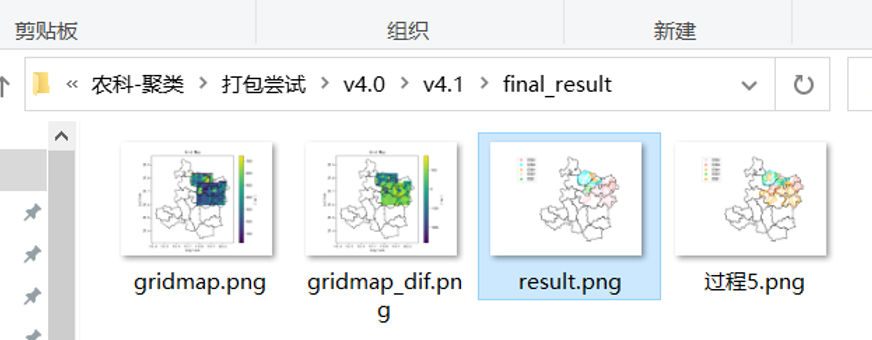 剪贴板 组织 新建
« 农科-聚类 > 打包尝试 > v4.0 > v4.1 > final_result
gridmap.png gridmap_dif.png result.png 过程5.png